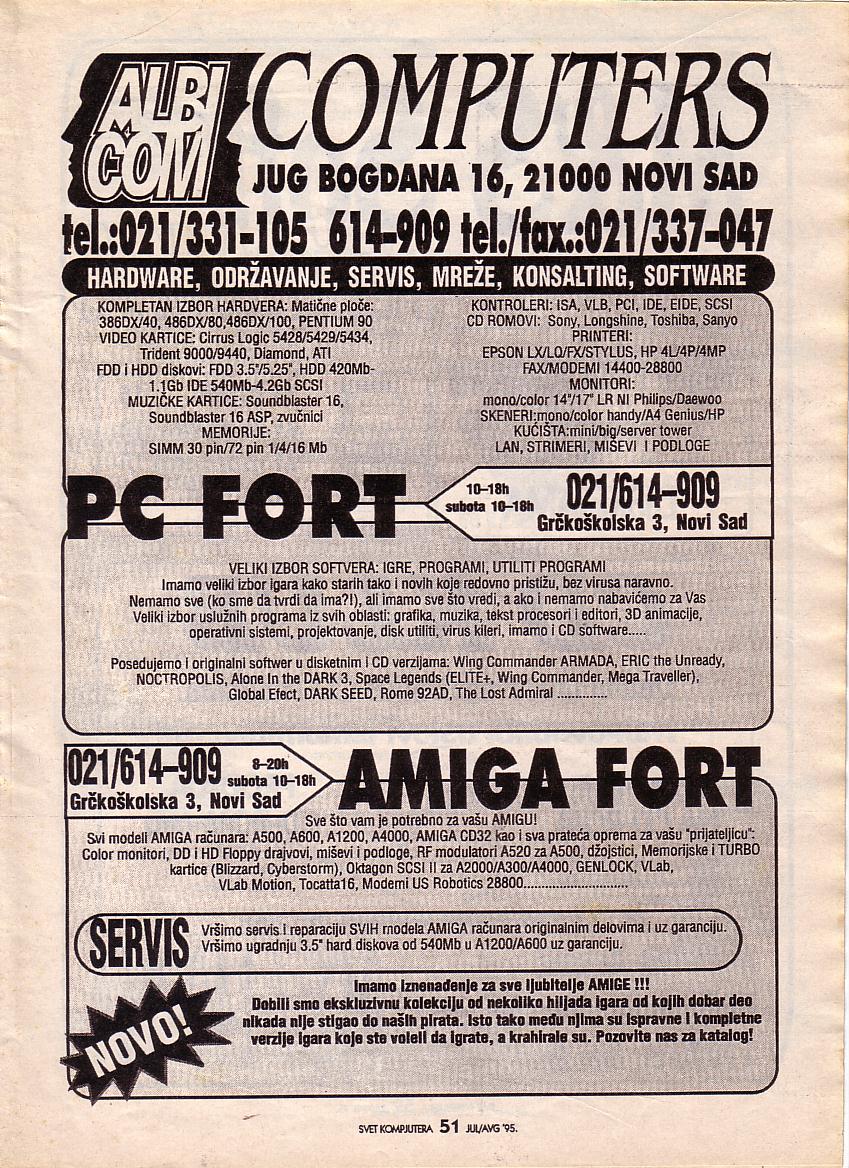 ALBI COM
COMPUTERS
JUG BOGDANA 16, 21000 NOVI SAD
tel.:021/331-105 614-909 tel./fax.:021/337-047
HARDWARE, ODRŽAVANJE, SERVIS, MREŽE, KONSALTING, SOFTWARE
KOMPLETAN IZBOR HARDVERA: Matične ploče:
386DX/40, 486DX/80,486DX/100, PENTIUM 90
VIDEO KARTICE: Cirrus Logic 5428/5429/5434,
Trident 9000/9440, Diamond, ATI
FDD i HDD diskovi: FDD 3.5"/5.25", HDD 420Mb-
1.1Gb IDE 540Mb-4.2Gb SCSI
MUZIČKE KARTICE: Soundblaster 16,
Soundblaster 16 ASP, zvučnici
MEMORIJE:
SIMM 30 pin/72 pin 1/4/16 Mb
KONTROLERI: ISA, VLB, PCI, IDE, EIDE, SCSI
CD ROMOVI: Sony, Longshine, Toshiba, Sanyo
PRINTERI:
EPSON LX/LQ/FX/STYLUS, HP 4L/4P/4MP
FAX/MODEMI 14400-28800
MONITORI:
mono/color 14"/17" LR NI Philips/Daewoo
SKENERI:mono/color handy/A4 Genius/HP
KUĆIŠTA:mini/big/server tower
LAN, STRIMERI, MIŠEVI I PODLOGE
PC FORT
10–18h
subota 10–18h
021/614–909
Grčkoškolska 3, Novi Sad
VELIKI IZBOR SOFTVERA: IGRE, PROGRAMI, UTILITI PROGRAMI
Imamo veliki izbor igara kako starih tako i novih koje redovno pristižu, bez virusa naravno.
Nemamo sve (ko sme da tvrdi da ima?!), ali imamo sve što vredi, a ako i nemamo nabavićemo za Vas
Veliki izbor uslužnih programa iz svih oblasti: grafika, muzika, tekst procesori i editori, 3D animacije,
operativni sistemi, projektovanje, disk utiliti, virus kileri, imamo i CD software.....
Posedujemo i originalni softwer u disketnim i CD verzijama: Wing Commander ARMADA, ERIC the Unready,
NOCTROPOLIS, Alone In the DARK 3, Space Legends (ELITE+, Wing Commander, Mega Traveller),
Global Efect, DARK SEED, Rome 92AD, The Lost Admiral ..............
021/614–909
8–20h
subota 10–18h
Grčkoškolska 3, Novi Sad
AMIGA FORT
Sve što vam je potrebno za vašu AMIGU!
Svi modeli AMIGA računara: A500, A600, A1200, A4000, AMIGA CD32 kao i sva prateća oprema za vašu "prijateljicu":
Color monitori, DD i HD Floppy drajvovi, miševi i podloge, RF modulatori A520 za A500, džojstici, Memorijske i TURBO
kartice (Blizzard, Cyberstorm), Oktagon SCSI II za A2000/A300/A4000, GENLOCK, VLab,
VLab Motion, Tocatta16, Modemi US Robotics 28800............................
SERVIS
Vršimo servis i reparaciju SVIH modela AMIGA računara originalnim delovima i uz garanciju.
Vršimo ugradnju 3.5" hard diskova od 540Mb u A1200/A600 uz garanciju.
NOVO!
Imamo iznenađenje za sve ljubitelje AMIGE !!!
Dobili smo ekskluzivnu kolekciju od nekoliko hiljada igara od kojih dobar deo
nikada nije stigao do naših pirata. Isto tako među njima su ispravne i kompletne
verzije igara koje ste voleli da igrate, a krahirale su. Pozovite nas za katalog!
SVET KOMPJUTERA 51 JUL/AVG '95.